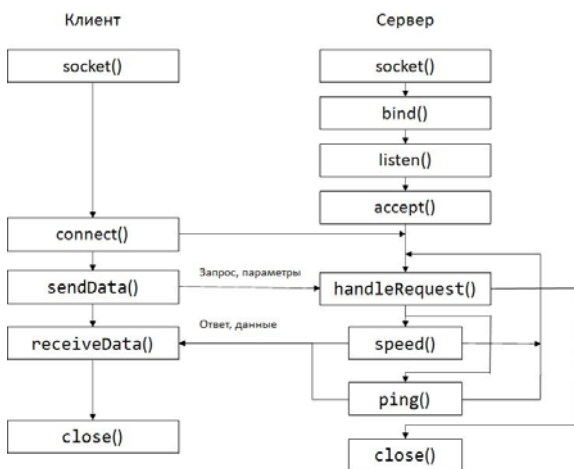 Клиент
Сервер
socket()
socket()
bind()
listen()
accept()
connect()
Запрос, параметры
sendData()
handleRequest()
Ответ, данные
receiveData()
speed()
ping()
close()
close()